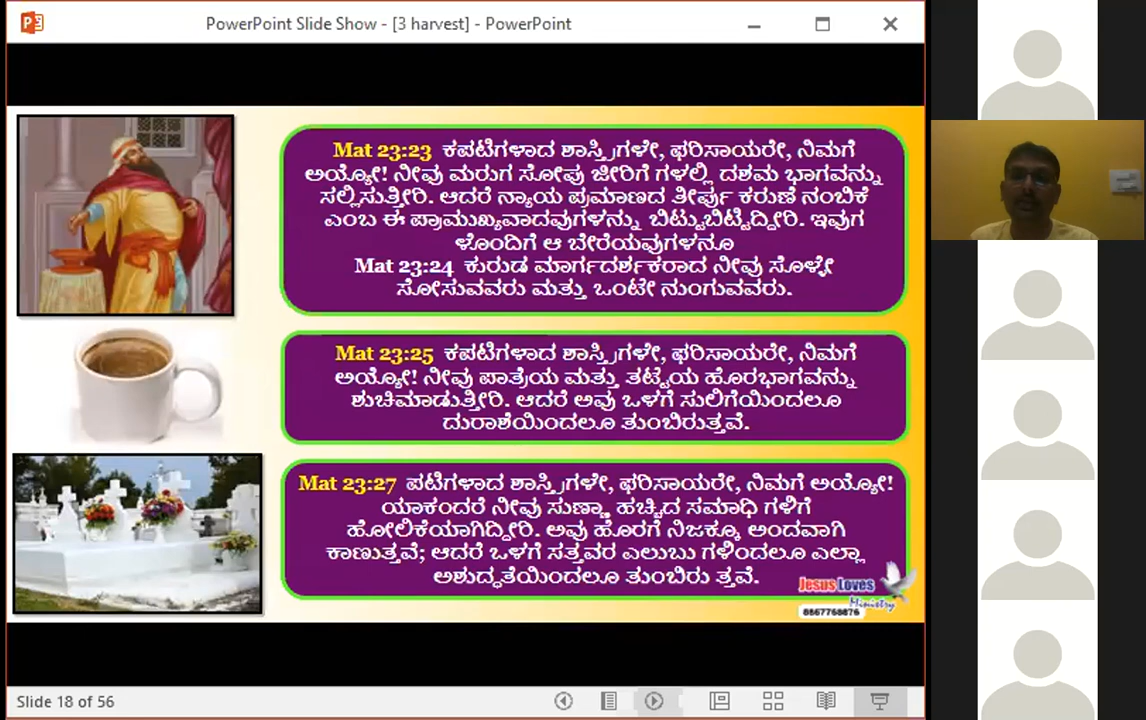 PowerPoint Slide Show - [3 harvest] - PowerPoint
Mat 23:23 ಕಪಟಿಗಳಾದ ಶಾಸ್ತ್ರಿಗಳೇ, ಫರಿಸಾಯರೇ, ನಿಮಗೆ
ಅಯ್ಯೋ! ನೀವು ಮರುಗ ಸೋಪು ಜೀರಿಗೆ ಗಳಲ್ಲಿ ದಶಮ ಭಾಗವನ್ನು
ಸಲ್ಲಿಸುತ್ತೀರಿ. ಆದರೆ ನ್ಯಾಯ ಪ್ರಮಾಣದ ತೀರ್ಪು ಕರುಣೆ ನಂಬಿಕೆ
ಎಂಬ ಈ ಪ್ರಾಮುಖ್ಯವಾದವುಗಳನ್ನು ಬಿಟ್ಟುಬಿಟ್ಟಿದ್ದೀರಿ. ಇವುಗ
ಳೊಂದಿಗೆ ಆ ಬೇರೆಯವುಗಳನೂ
Mat 23:24 ಕುರುಡ ಮಾರ್ಗದರ್ಶಕರಾದ ನೀವು ಸೊಳ್ಳೇ
ಸೋಸುವವರು ಮತ್ತು ಒಂಟೇ ನುಂಗುವವರು.
Mat 23:25 ಕಪಟಿಗಳಾದ ಶಾಸ್ತ್ರಿಗಳೇ, ಫರಿಸಾಯರೇ, ನಿಮಗೆ
ಅಯ್ಯೋ! ನೀವು ಪಾತ್ರೆಯ ಮತ್ತು ತಟ್ಟೆಯ ಹೊರಭಾಗವನ್ನು
ಶುಚಿಮಾಡುತ್ತೀರಿ. ಆದರೆ ಅವು ಒಳಗೆ ಸುಲಿಗೆಯಿಂದಲೂ
ದುರಾಶೆಯಿಂದಲೂ ತುಂಬಿರುತ್ತವೆ.
Mat 23:27 ಪಟಿಗಳಾದ ಶಾಸ್ತ್ರಿಗಳೇ, ಫರಿಸಾಯರೇ, ನಿಮಗೆ ಅಯ್ಯೋ!
ಯಾಕಂದರೆ ನೀವು ಸುಣ್ಣಾ ಹಚ್ಚಿದ ಸಮಾಧಿ ಗಳಿಗೆ
ಹೋಲಿಕೆಯಾಗಿದ್ದೀರಿ. ಅವು ಹೊರಗೆ ನಿಜಕ್ಕೂ ಅಂದವಾಗಿ
ಕಾಣುತ್ತವೆ; ಆದರೆ ಒಳಗೆ ಸತ್ತವರ ಎಲುಬು ಗಳಿಂದಲೂ ಎಲ್ಲಾ
ಅಶುದ್ಧತೆಯಿಂದಲೂ ತುಂಬಿರು ತ್ತವೆ.
Jesus Loves
Ministry
8867768876
Slide 18 of 56